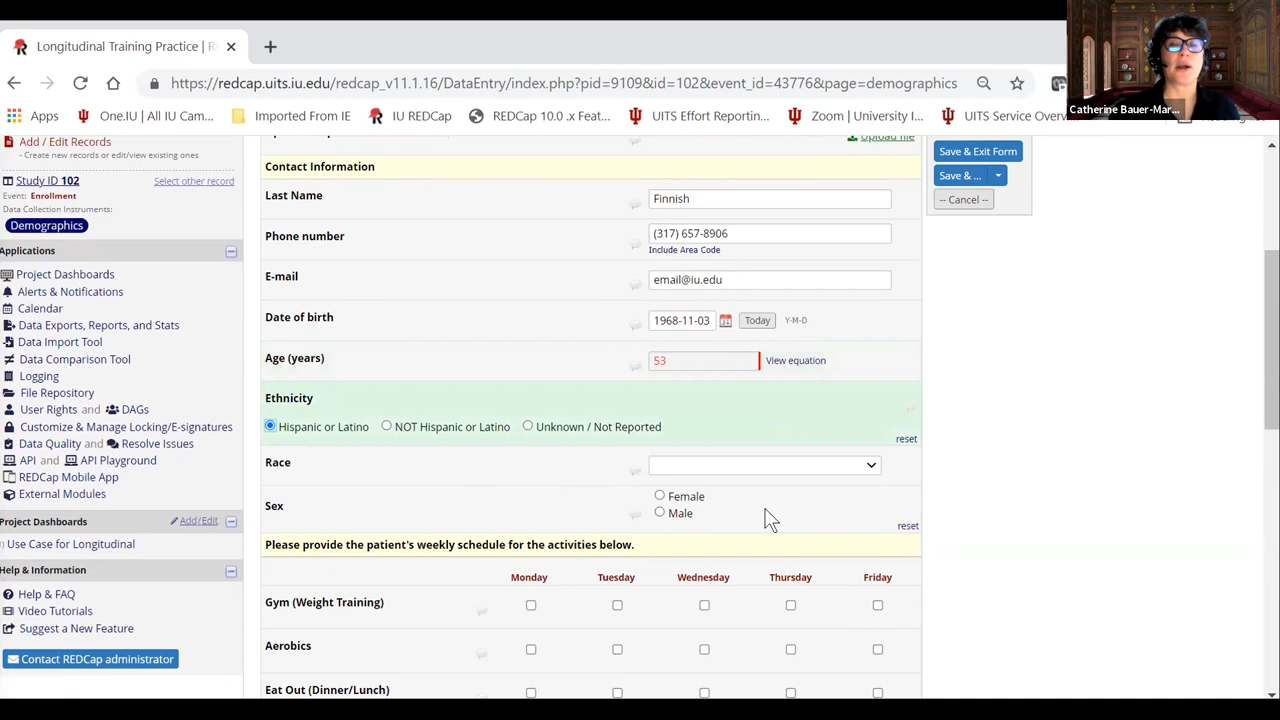 Longitudinal Training Practice | R
https://redcap.uits.iu.edu/redcap_v11.1.16/DataEntry/index.php?pid=9109&id=102&event_id=43776&page=demographics
Apps
One.IU | All IU Cam...
Imported From IE
IU REDCap
REDCap 10.0 .x Feat...
UITS Effort Reportin...
Zoom | University I...
UITS Service Over
Catherine Bauer-Mar...
Add / Edit Records
- Create new records or edit/view existing ones
Study ID 102
Select other record
Event: Enrollment
Data Collection Instruments:
Demographics
Applications
Project Dashboards
Alerts & Notifications
Calendar
Data Exports, Reports, and Stats
Data Import Tool
Data Comparison Tool
Logging
File Repository
User Rights and DAGs
Customize & Manage Locking/E-signatures
Data Quality and Resolve Issues
API and API Playground
REDCap Mobile App
External Modules
Project Dashboards
Add/Edit
Use Case for Longitudinal
Help & Information
Help & FAQ
Video Tutorials
Suggest a New Feature
Contact REDCap administrator
Upload file
Contact Information
Last Name
Finnish
Phone number
(317) 657-8906
Include Area Code
E-mail
email@iu.edu
Date of birth
1968-11-03
31
Today
Y-M-D
Age (years)
53
View equation
Ethnicity
Hispanic or Latino
NOT Hispanic or Latino
Unknown / Not Reported
reset
Race
Sex
Female
Male
reset
Please provide the patient's weekly schedule for the activities below.
Monday
Tuesday
Wednesday
Thursday
Friday
Gym (Weight Training)
Aerobics
Eat Out (Dinner/Lunch)
Save & Exit Form
Save & ...
-- Cancel --